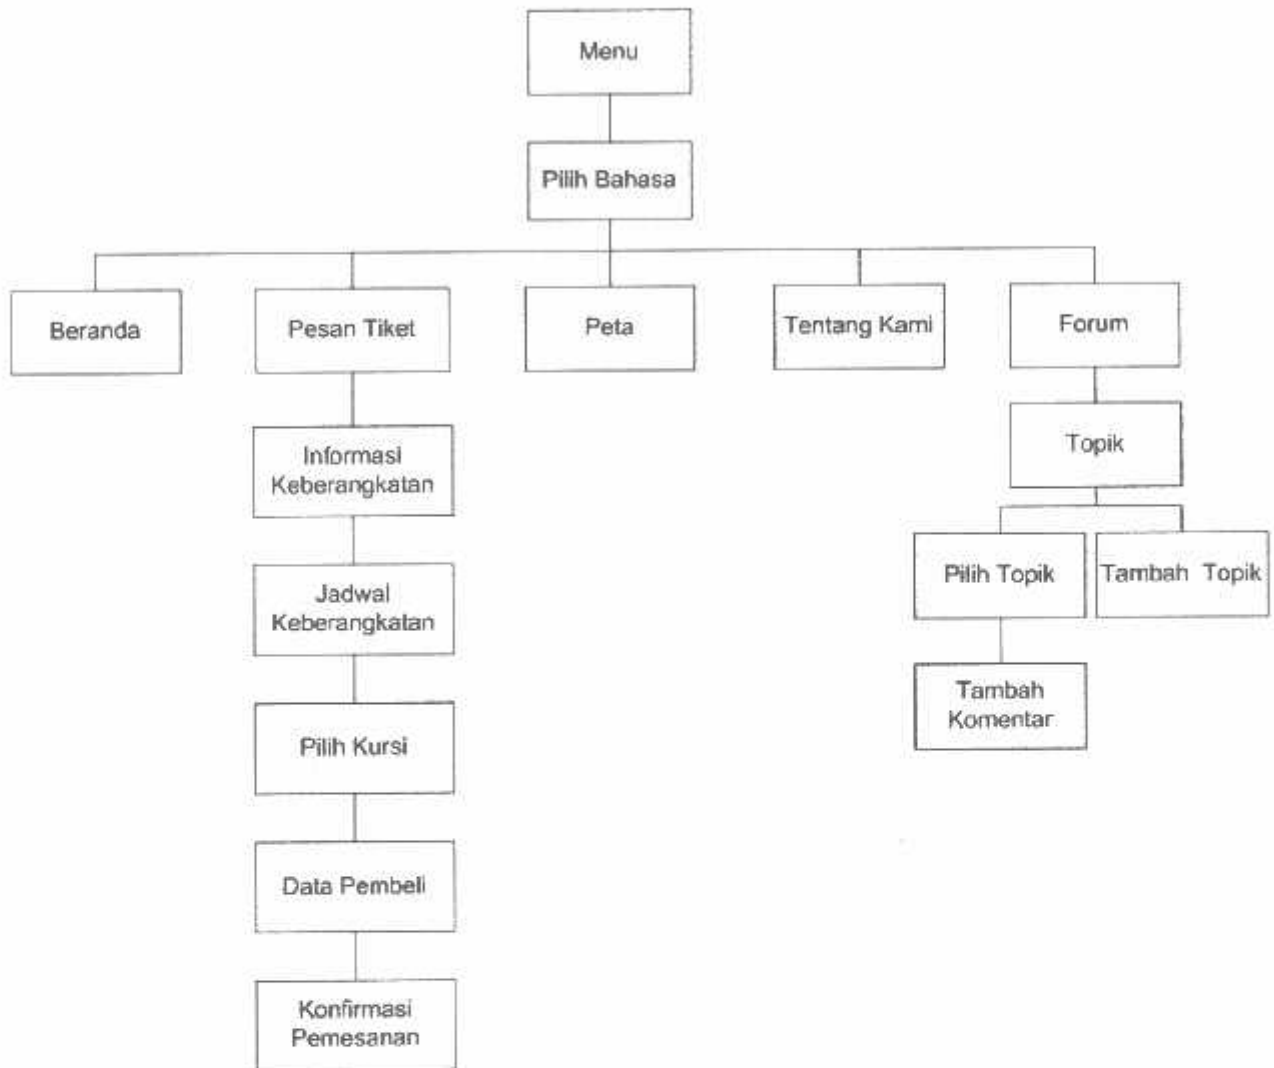 Menu
Pilih Bahasa
Beranda
Pesan Tiket
Peta
Tentang Kami
Forum
Informasi
Keberangkatan
Topik
Pilih Topik
Tambah Topik
Jadwal
Keberangkatan
Tambah
Komentar
Pilih Kursi
Data Pembeli
Konfirmasi
Pemesanan